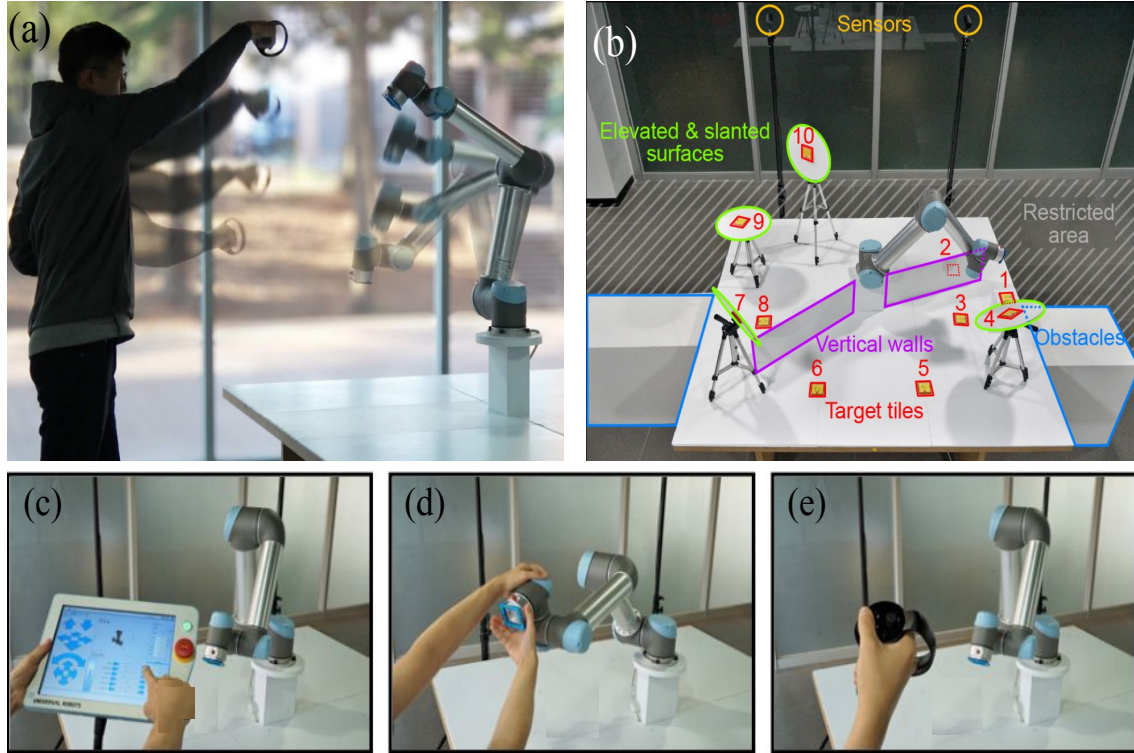 (a)
(b)
Sensors
10
Elevated & slanted
surfaces
Restricted
area
9
2
1
7
8
3
4
Obstacles
Vertical walls
6
5
Target tiles
(c)
UNIVERSAL ROBOTS
(d)
(e)